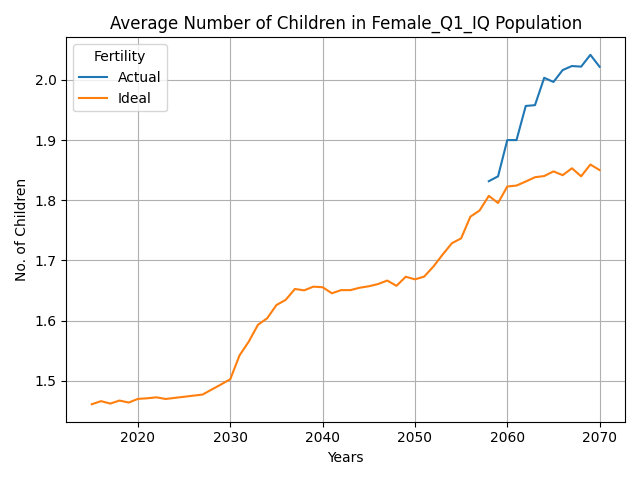 Average Number of Children in Female_Q1_IQ Population
Fertility
Actual
Ideal
2.0
1.9
1.8
1.7
1.6
1.5
No. of Children
2020 2030 2040 2050 2060 2070
Years